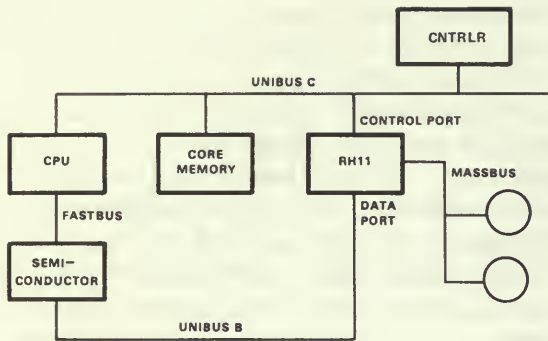 CNTRLR
UNIBUS C
CONTROL PORT
CPU
CORE
MEMORY
RH11
MASSBUS
FASTBUS
DATA
PORT
SEMI–
CONDUCTOR
UNIBUS B